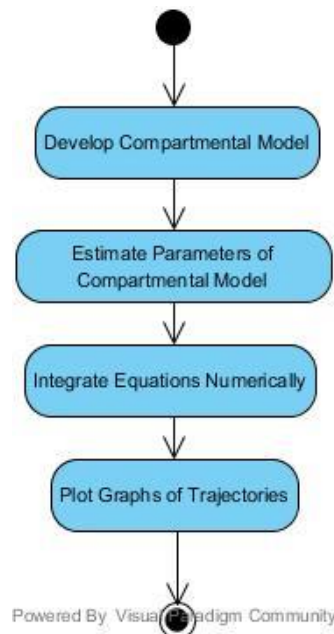 Develop Compartmental Model
Estimate Parameters of
Compartmental Model
Integrate Equations Numerically
Plot Graphs of Trajectories
Powered By Visual Paradigm Community